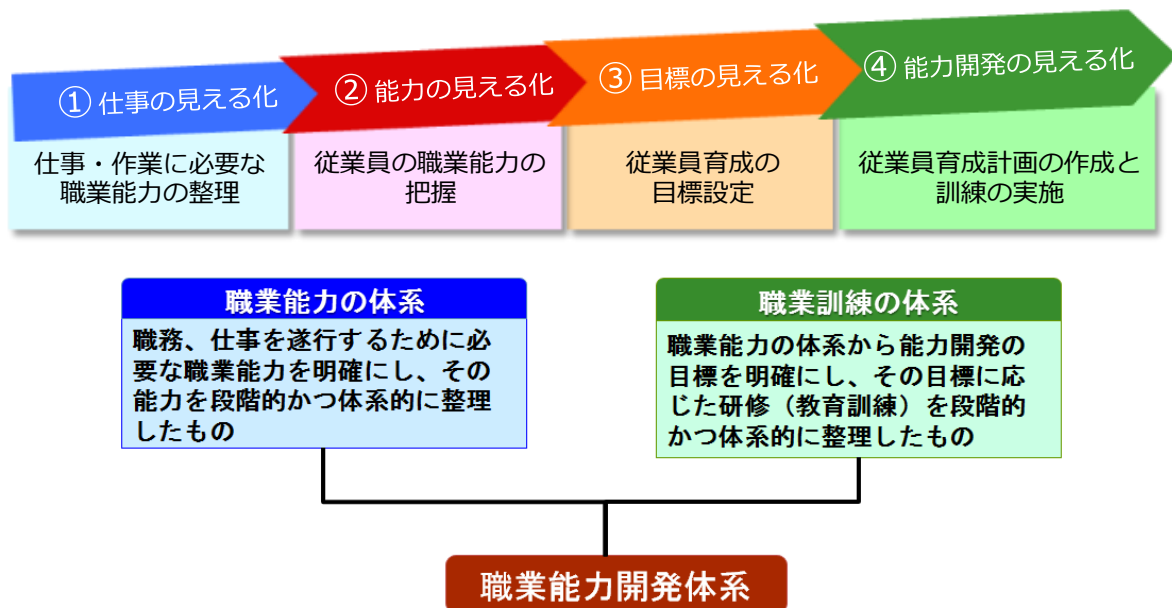 ① 仕事の見える化
② 能力の見える化
③ 目標の見える化
④ 能力開発の見える化
仕事・作業に必要な
職業能力の整理
従業員の職業能力の
把握
従業員育成の
目標設定
従業員育成計画の作成と
訓練の実施
職業能力の体系
職務、仕事を遂行するために必
要な職業能力を明確にし、その
能力を段階的かつ体系的に整理
したもの
職業訓練の体系
職業能力の体系から能力開発の
目標を明確にし、その目標に応
じた研修（教育訓練）を段階的
かつ体系的に整理したもの
職業能力開発体系